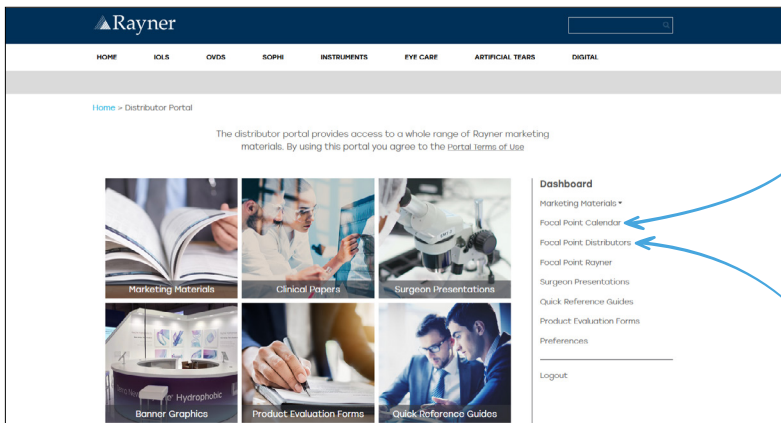 Rayner
HOME IOLS OVDS SOPHI INSTRUMENTS EYE CARE ARTIFICIAL TEARS DIGITAL
Home > Distributor Portal
The distributor portal provides access to a whole range of Rayner marketing
materials. By using this portal you agree to the Portal Terms of Use
Marketing Materials
Clinical Papers
Surgeon Presentations
Hydrophobic
Banner Graphics
Product Evaluation Forms
Quick Reference Guides
Dashboard
Marketing Materials
Focal Point Calendar
Focal Point Distributors
Focal Point Rayner
Surgeon Presentations
Quick Reference Guides
Product Evaluation Forms
Preferences
Logout